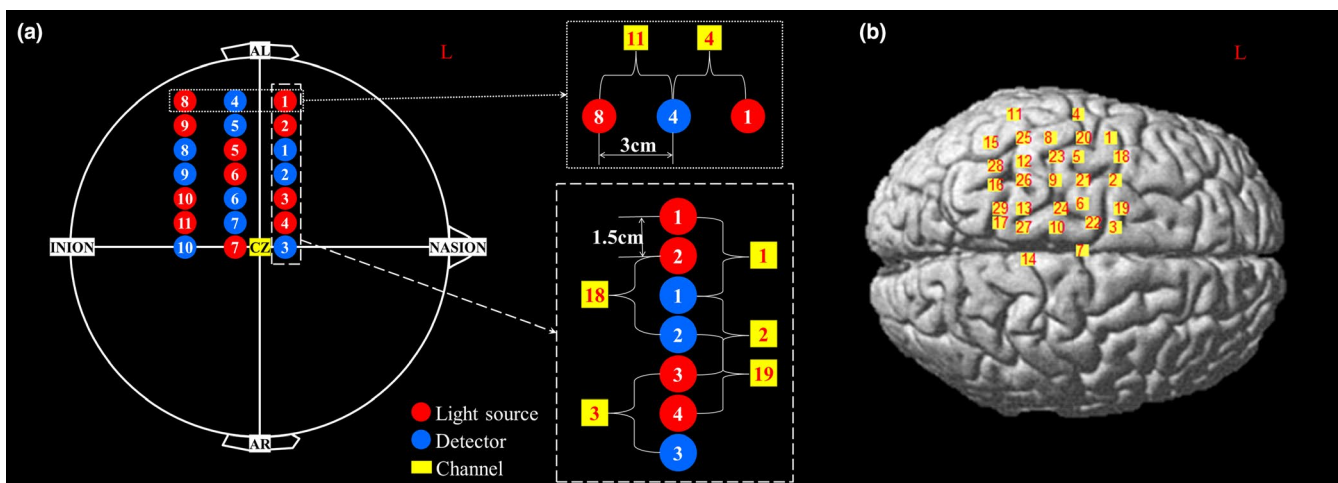 (a)
AL
L
8 4 1
9 5 2
8 5 1
9 6 2
10 6 3
11 7 4
INION 10 7 CZ 3 NASION
AR
Light source
Detector
Channel
11 4
8 4 1
3cm
1
1.5cm
2
1
18
1
2
2
3
19
3
4
3
(b)
L
11 4
15 25 8 20 1
28 12 23 5 18
16 26 9 21 2
29 13 24 6 19
17 27 10 22 3
14 7